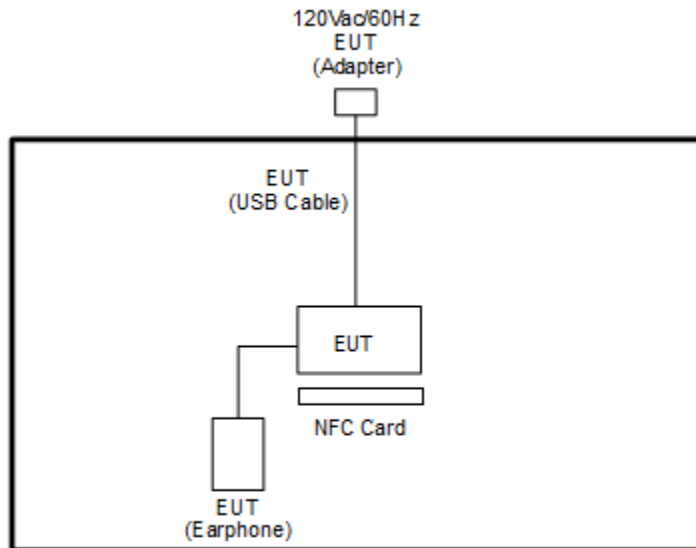 120Vac/60Hz
EUT
(Adapter)
EUT
(USB Cable)
EUT
NFC Card
EUT
(Earphone)